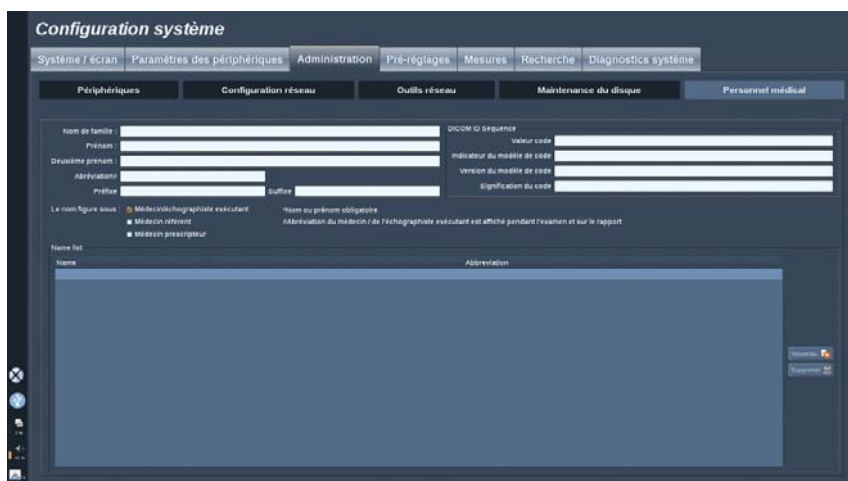 Configuration système
Système / écran Paramètres des périphériques Administration Pré-réglages Mesures Recherche Diagnostics système
Périphériques Configuration réseau Outils réseau Maintenance du disque Personnel médical
Nom de famille : DICOM ID Sequence
Prénom : Valeur code
Deuxième prénom : Indicateur du modèle de code
Abréviation# Version du modèle de code
Préfixe Suffixe Signification du code
Le nom figure sous : Médecin/échographiste exécutant *Nom ou prénom obligatoire
Médecin référent #Abréviation du médecin / de l'échographiste exécutant est affiché pendant l'examen et sur le rapport
Médecin prescripteur
Name list
Name Abbreviation
Nouveau
Supprimer